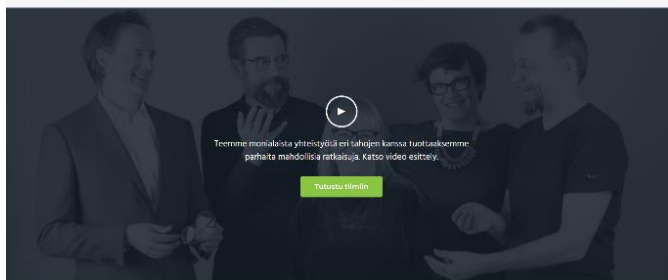 Teemme monialaista yhteistyötä eri tahojen kanssa tuottaaksemme
parhaita mahdollisia ratkaisuja. Katso video esittely.
Tutustu tiimiin